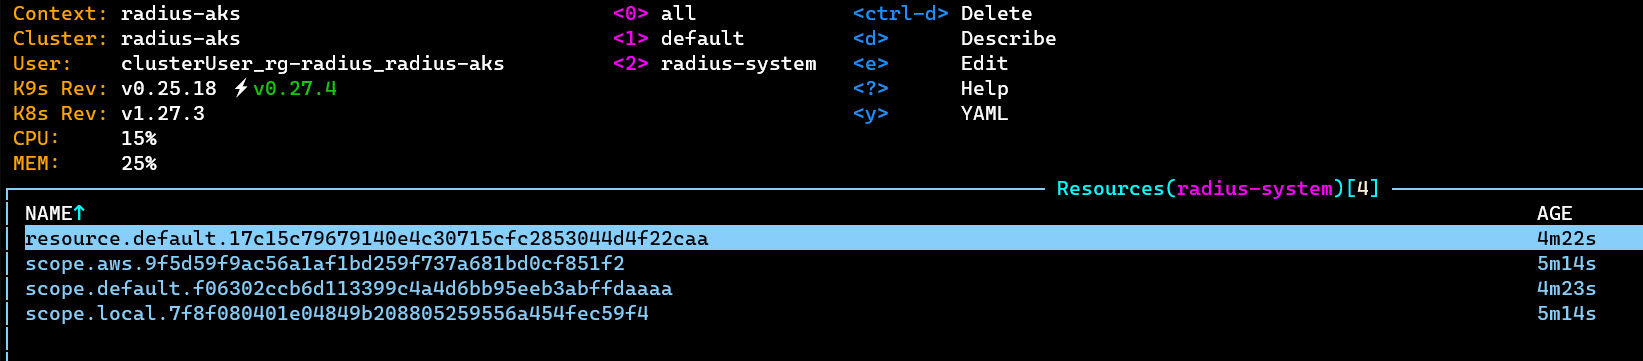 Context: radius-aks <0> all <ctrl-d> Delete
Cluster: radius-aks <1> default <d> Describe
User: clusterUser_rg-radius_radius-aks <2> radius-system <e> Edit
K9s Rev: v0.25.18 ⚡v0.27.4 <?> Help
K8s Rev: v1.27.3 <y> YAML
CPU: 15%
MEM: 25%
Resources(radius-system)[4]
NAME↑ AGE
resource.default.17c15c79679140e4c30715cfc2853044d4f22caa 4m22s
scope.aws.9f5d59f9ac56a1af1bd259f737a681bd0cf851f2 5m14s
scope.default.f06302ccb6d113399c4a4d6bb95eeb3abffdaaaa 4m23s
scope.local.7f8f080401e04849b208805259556a454fec59f4 5m14s